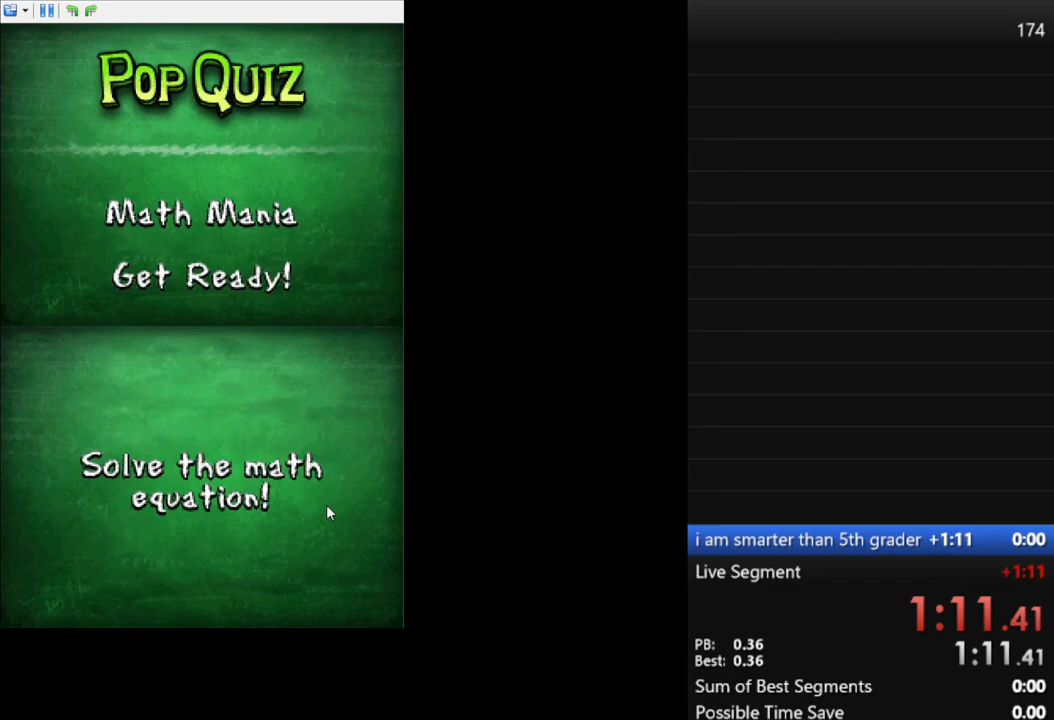 Pop Quiz
Math Mania
Get Ready!
Solve the math
equation!
174
i am smarter than 5th grader +1:11 0:00
Live Segment +1:11
1:11.41
PB: 0.36
Best: 0.36
1:11.41
Sum of Best Segments 0:00
Possible Time Save 0.00